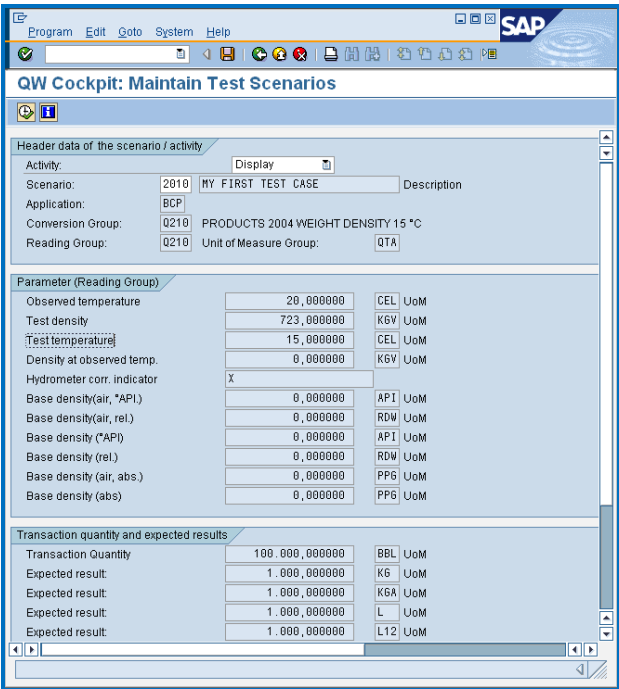 Program Edit Goto System Help
SAP
QW Cockpit: Maintain Test Scenarios
Header data of the scenario / activity
Activity: Display
Scenario: 2010 MY FIRST TEST CASE Description
Application: BCP
Conversion Group: Q210 PRODUCTS 2004 WEIGHT DENSITY 15 °C
Reading Group: Q210 Unit of Measure Group: QTA
Parameter (Reading Group)
Observed temperature 20,000000 CEL UoM
Test density 723,000000 KGV UoM
Test temperature 15,000000 CEL UoM
Density at observed temp. 0,000000 KGV UoM
Hydrometer corr. indicator X
Base density(air, °API.) 0,000000 API UoM
Base density(air, rel.) 0,000000 RDW UoM
Base density (°API) 0,000000 API UoM
Base density (rel.) 0,000000 RDW UoM
Base density (air, abs.) 0,000000 PPG UoM
Base density (abs) 0,000000 PPG UoM
Transaction quantity and expected results
Transaction Quantity 100.000,000000 BBL UoM
Expected result: 1.000,000000 KG UoM
Expected result: 1.000,000000 KGA UoM
Expected result: 1.000,000000 L UoM
Expected result: 1.000,000000 L12 UoM